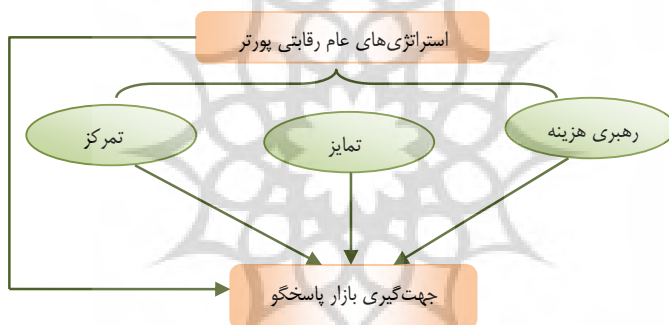 استراتژی‌های عام رقابتی پورتر
رهبری هزینه
تمایز
تمرکز
جهت‌گیری بازار پاسخگو